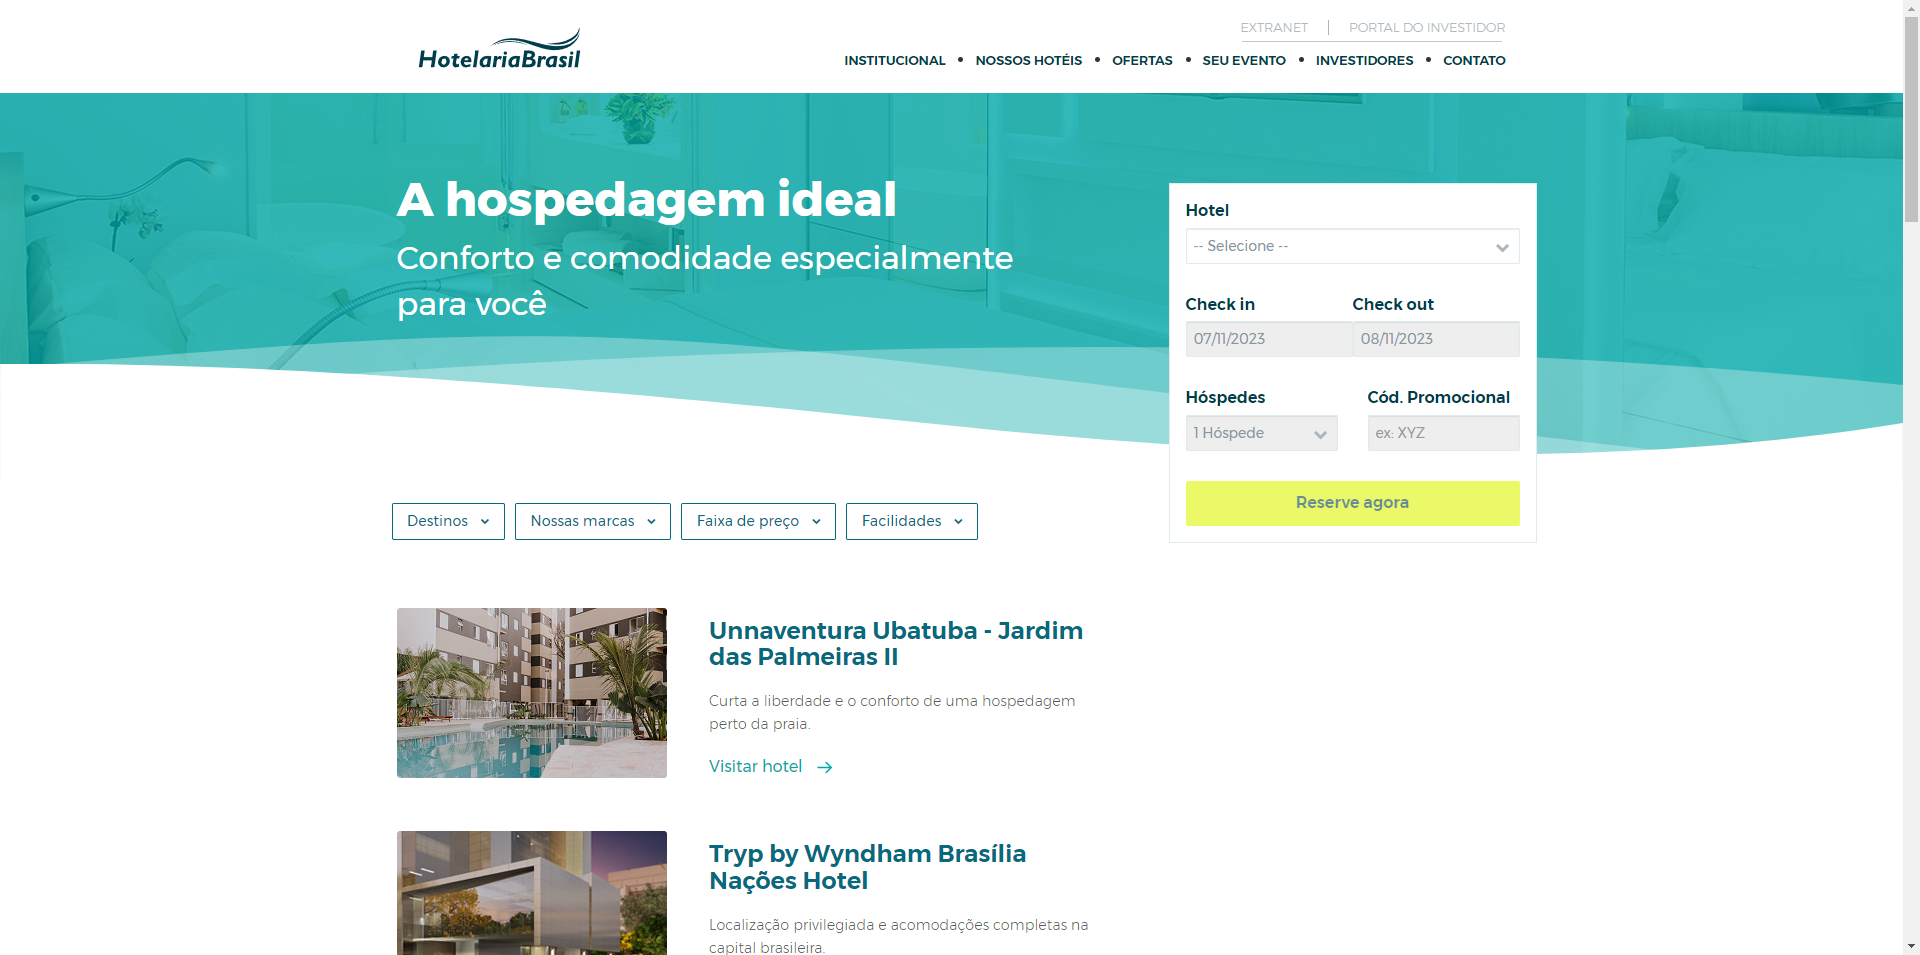 EXTRANET
PORTAL DO INVESTIDOR
HotelariaBrasil
INSTITUCIONAL • NOSSOS HOTÉIS • OFERTAS • SEU EVENTO • INVESTIDORES • CONTATO
A hospedagem ideal
Conforto e comodidade especialmente
para você
Hotel
-- Selecione --
Check in
Check out
07/11/2023
08/11/2023
Hóspedes
Cód. Promocional
1 Hóspede
ex: XYZ
Reserve agora
Destinos
Nossas marcas
Faixa de preço
Facilidades
Unnaventura Ubatuba - Jardim
das Palmeiras II
Curta a liberdade e o conforto de uma hospedagem
perto da praia.
Visitar hotel
Tryp by Wyndham Brasília
Nações Hotel
Localização privilegiada e acomodações completas na
capital brasileira.